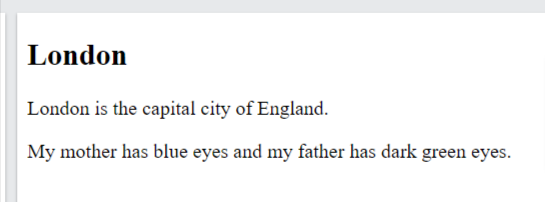 London
London is the capital city of England.
My mother has blue eyes and my father has dark green eyes.